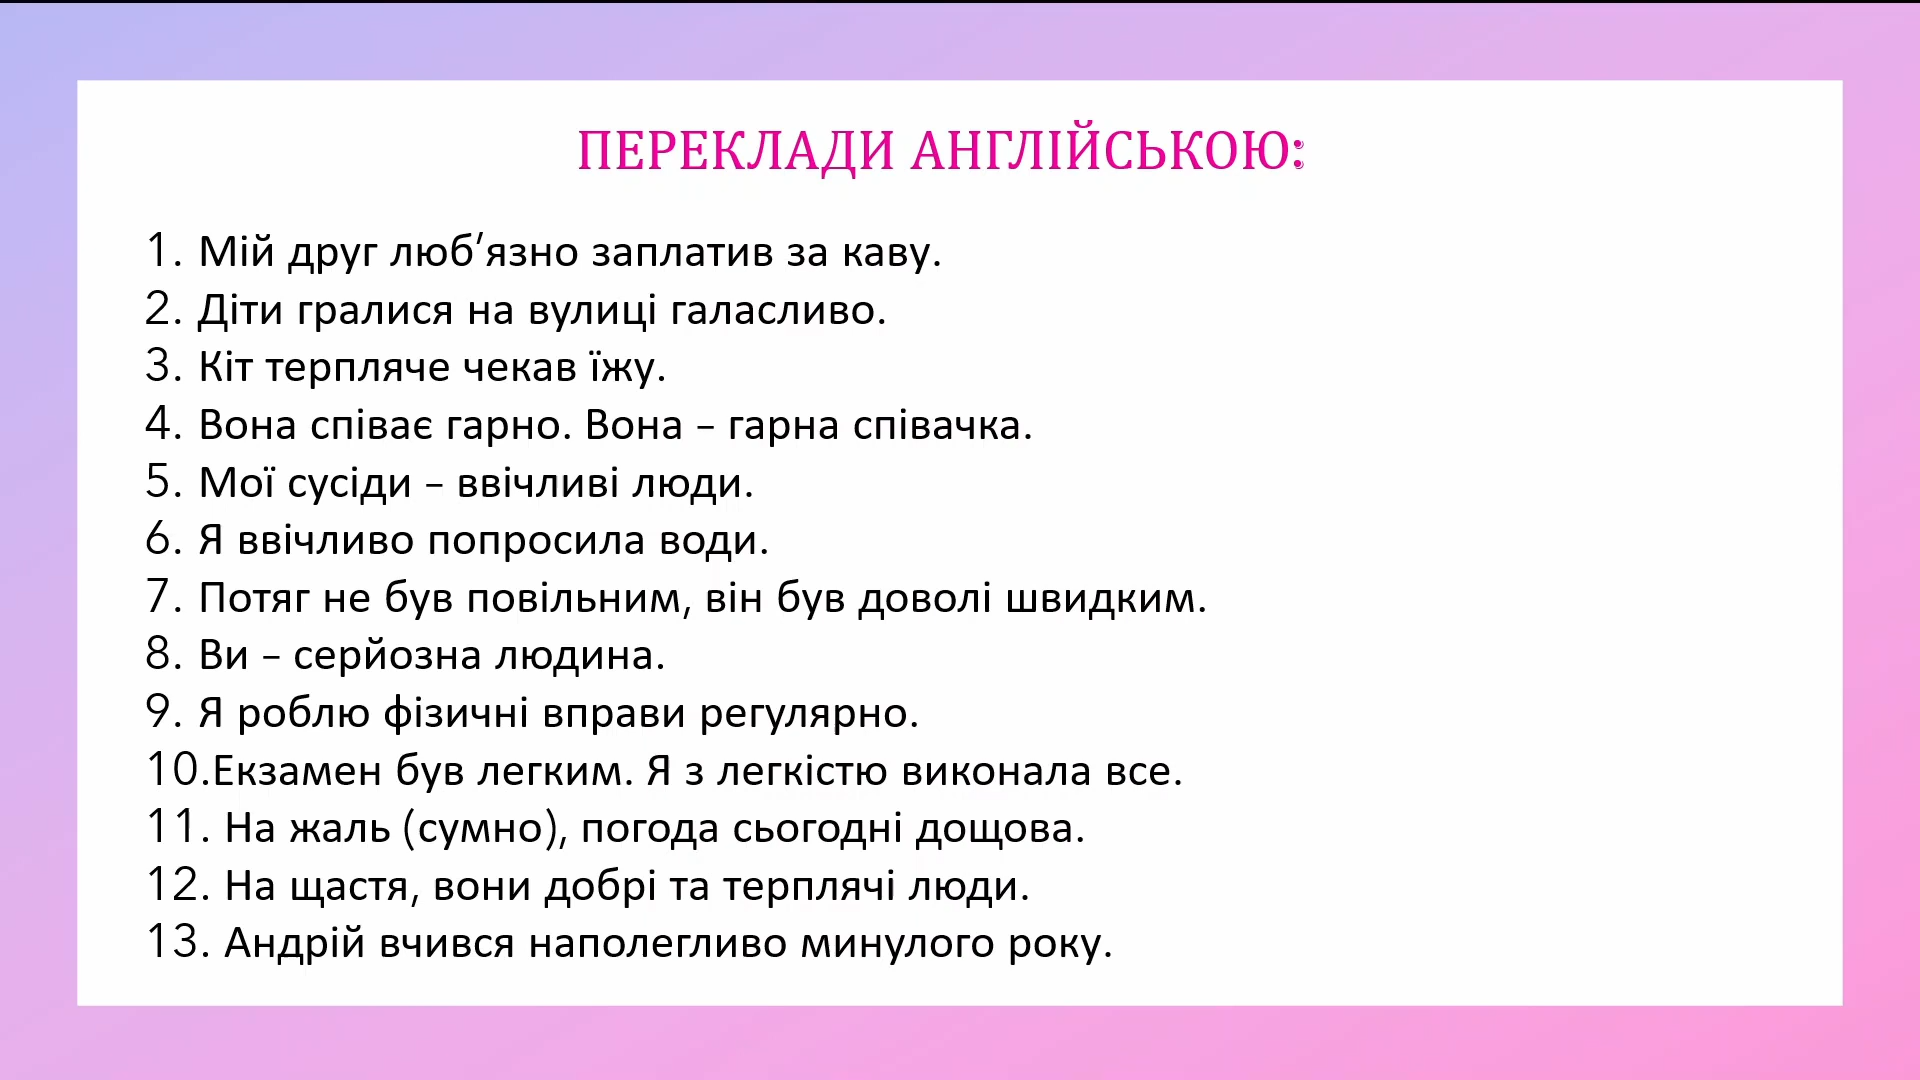 ПЕРЕКЛАДИ АНГЛІЙСЬКОЮ:
1. Мій друг люб’язно заплатив за каву.
2. Діти гралися на вулиці галасливо.
3. Кіт терпляче чекав їжу.
4. Вона співає гарно. Вона – гарна співачка.
5. Мої сусіди – ввічливі люди.
6. Я ввічливо попросила води.
7. Потяг не був повільним, він був доволі швидким.
8. Ви – серйозна людина.
9. Я роблю фізичні вправи регулярно.
10.Екзамен був легким. Я з легкістю виконала все.
11. На жаль (сумно), погода сьогодні дощова.
12. На щастя, вони добрі та терплячі люди.
13. Андрій вчився наполегливо минулого року.